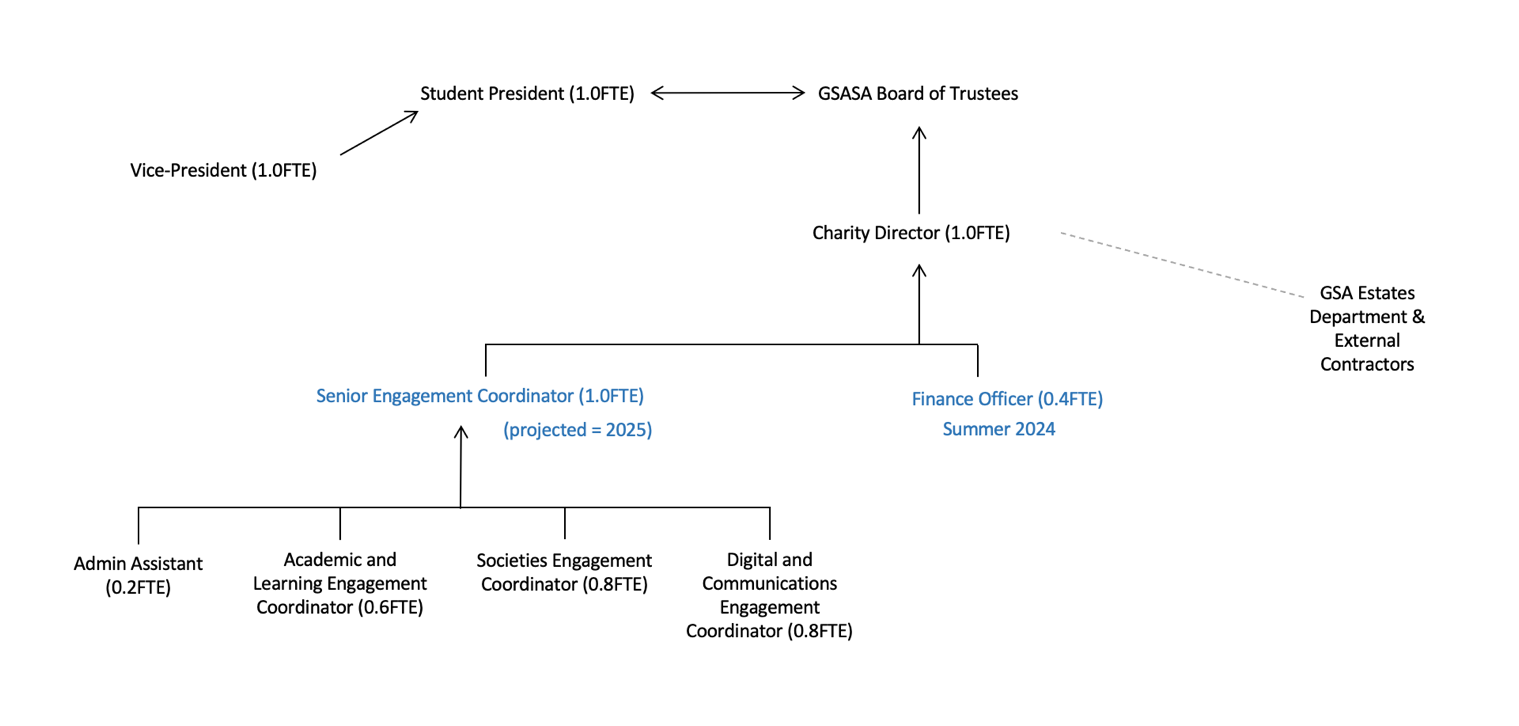 Student President (1.0FTE)
GSASA Board of Trustees
Vice-President (1.0FTE)
Charity Director (1.0FTE)
GSA Estates
Department &
External
Contractors
Senior Engagement Coordinator (1.0FTE)
(projected = 2025)
Finance Officer (0.4FTE)
Summer 2024
Admin Assistant
(0.2FTE)
Academic and
Learning Engagement
Coordinator (0.6FTE)
Societies Engagement
Coordinator (0.8FTE)
Digital and
Communications
Engagement
Coordinator (0.8FTE)